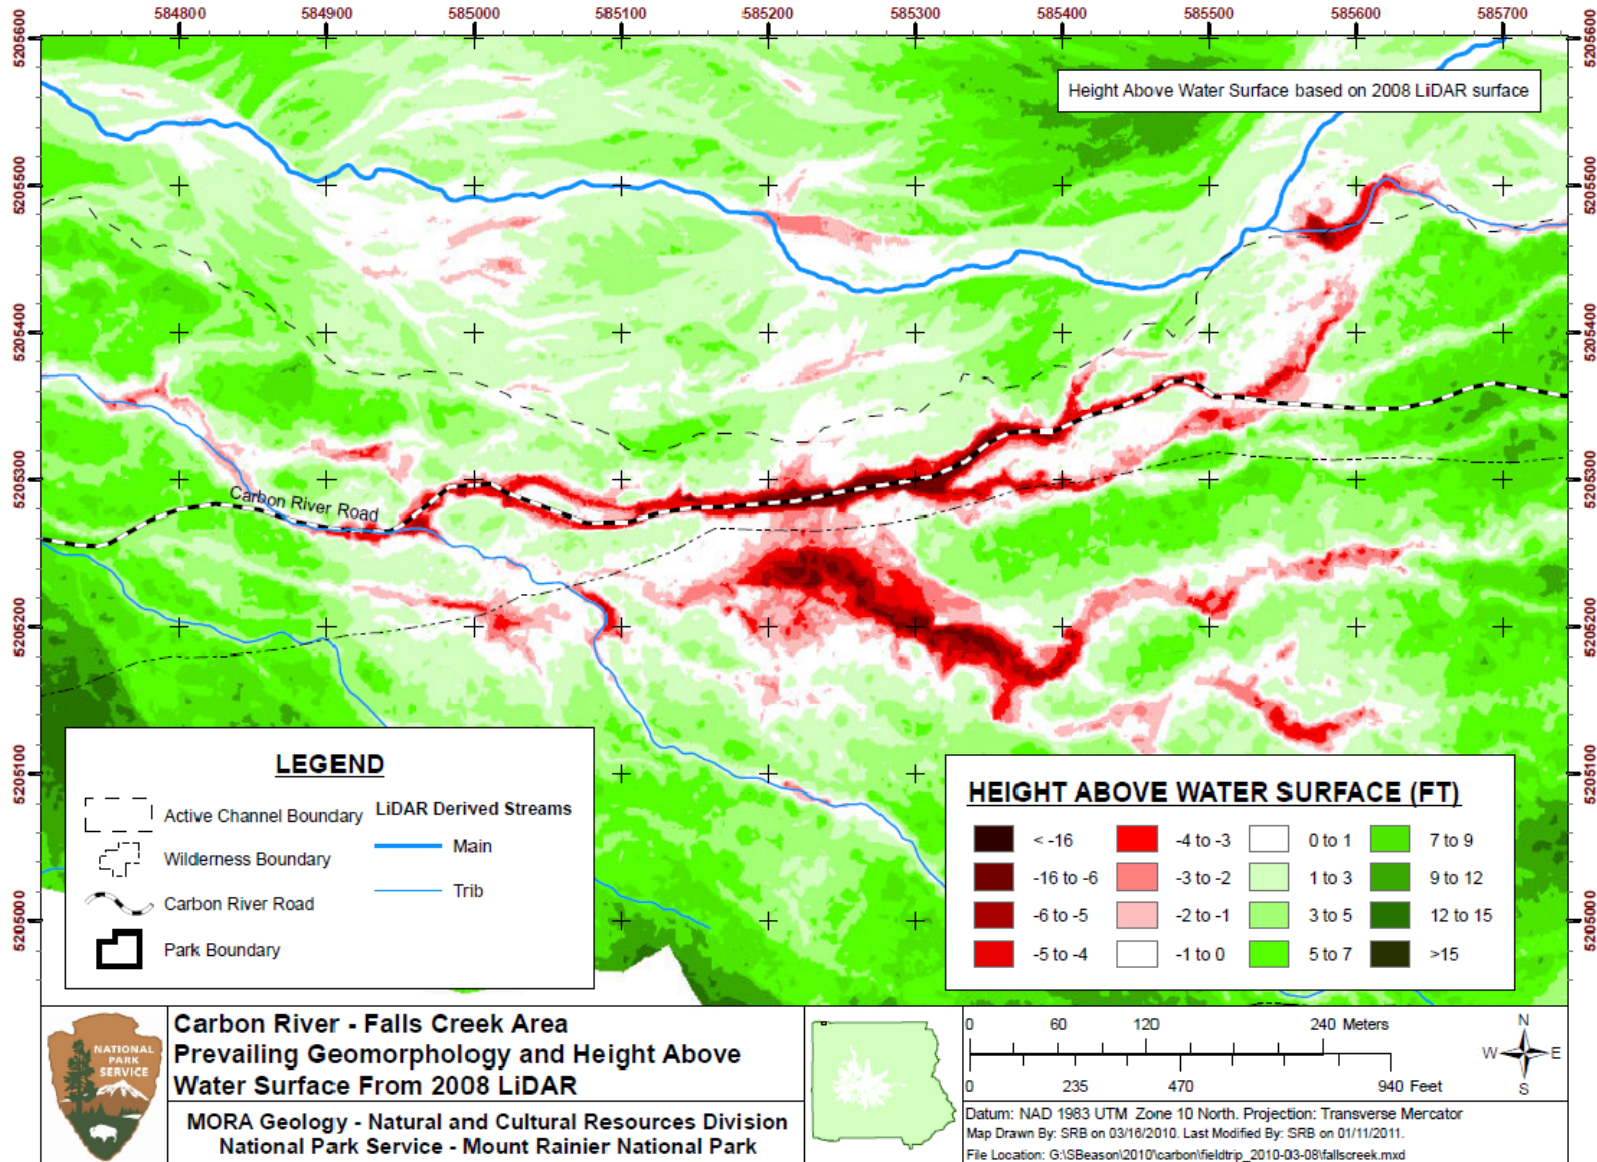 584800 584900 585000 585100 585200 585300 585400 585500 585600 585700
5205600 5205600
Height Above Water Surface based on 2008 LiDAR surface
5205500 5205500
5205400 5205400
5205300 5205300
Carbon River Road
5205200 5205200
5205100 5205100
5205000 5205000
LEGEND
Active Channel Boundary
Wilderness Boundary
Carbon River Road
Park Boundary
LiDAR Derived Streams
Main
Trib
HEIGHT ABOVE WATER SURFACE (FT)
< -16 -4 to -3 0 to 1 7 to 9
-16 to -6 -3 to -2 1 to 3 9 to 12
-6 to -5 -2 to -1 3 to 5 12 to 15
-5 to -4 -1 to 0 5 to 7 >15
NATIONAL
PARK
SERVICE
Carbon River - Falls Creek Area
Prevailing Geomorphology and Height Above
Water Surface From 2008 LiDAR
MORA Geology - Natural and Cultural Resources Division
National Park Service - Mount Rainier National Park
0 60 120 240 Meters
0 235 470 940 Feet
N
W E
S
Datum: NAD 1983 UTM Zone 10 North. Projection: Transverse Mercator
Map Drawn By: SRB on 03/16/2010. Last Modified By: SRB on 01/11/2011.
File Location: G:\SBeason\2010\carbon\fieldtrip_2010-03-08\fallscreek.mxd